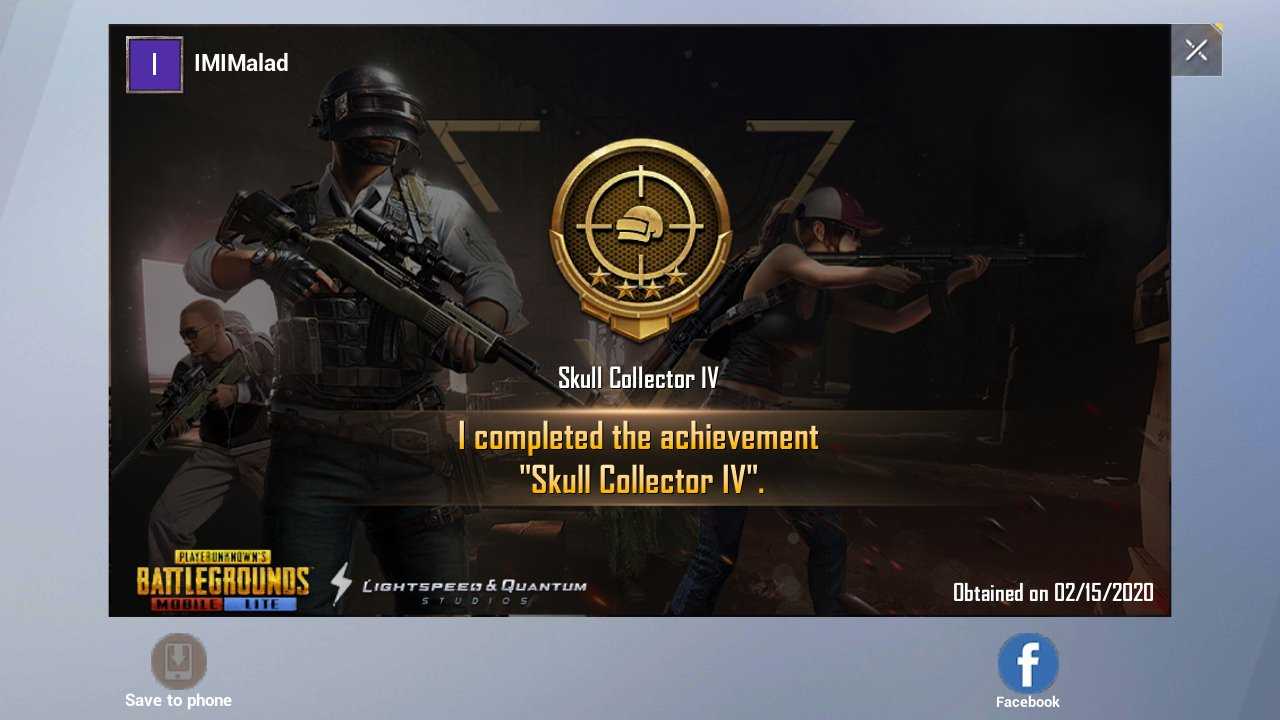 I
IMIMalad
Skull Collector IV
I completed the achievement
"Skull Collector IV".
PLAYERUNKNOWN'S
BATTLEGROUNDS
MOBILE LITE
LIGHTSPEED & QUANTUM
STUDIOS
Obtained on 02/15/2020
Save to phone
Facebook